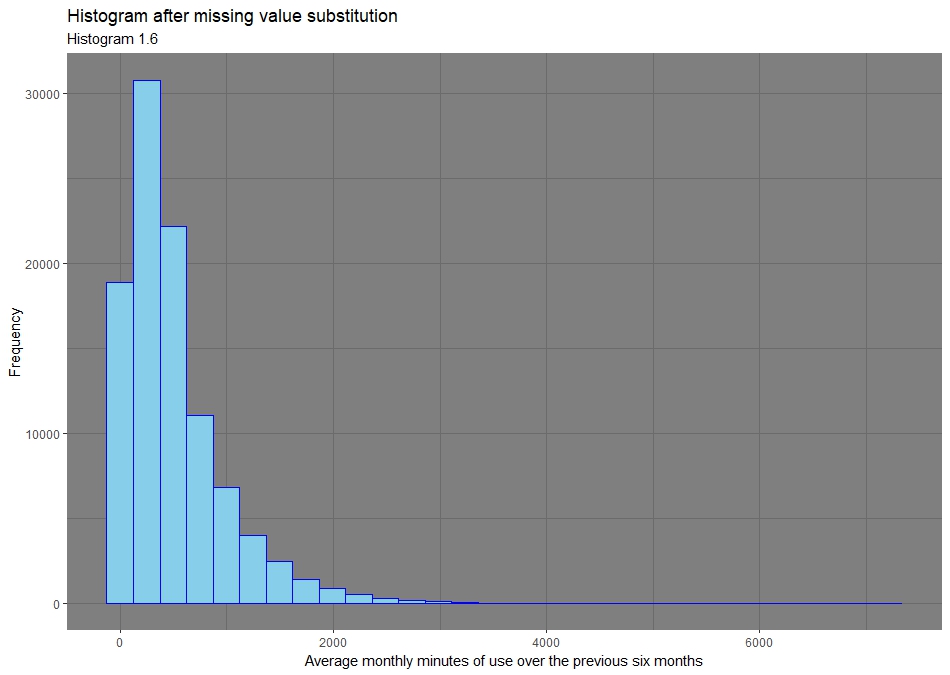 Histogram after missing value substitution
Histogram 1.6
Frequency
30000
20000
10000
0
0 2000 4000 6000
Average monthly minutes of use over the previous six months